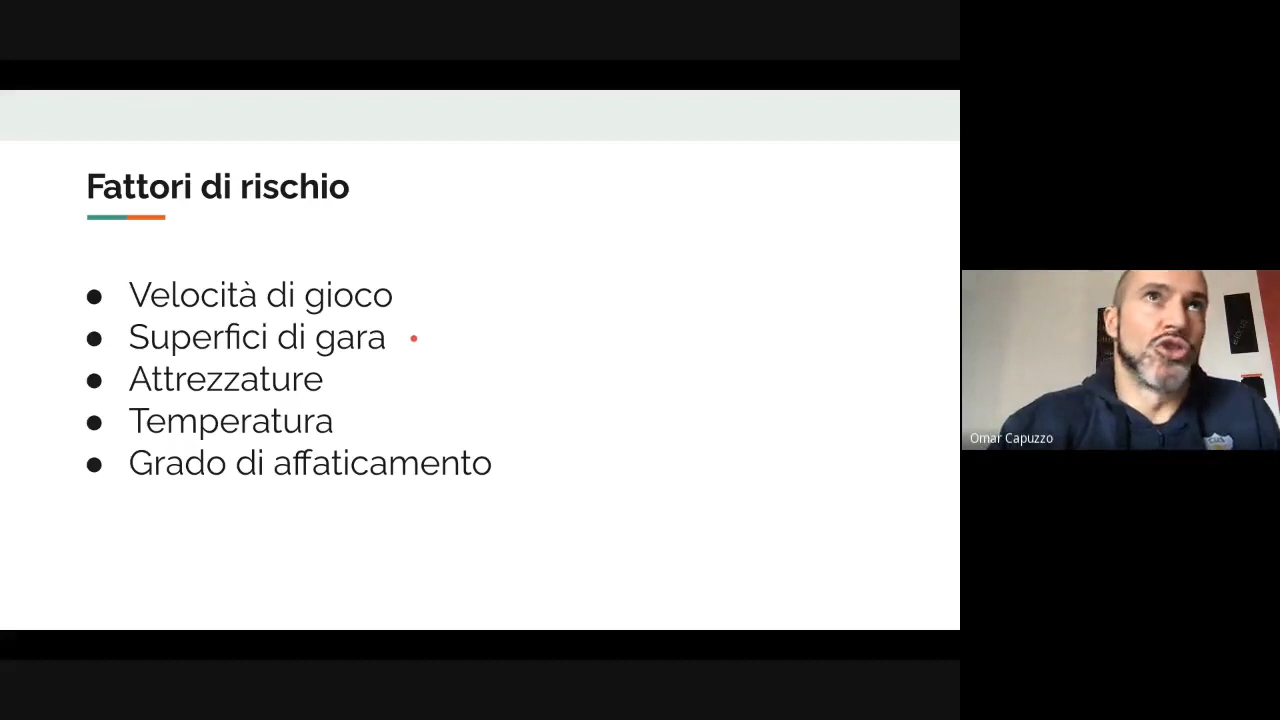 Fattori di rischio
● Velocità di gioco
● Superfici di gara
● Attrezzature
● Temperatura
● Grado di affaticamento
Omar Capuzzo